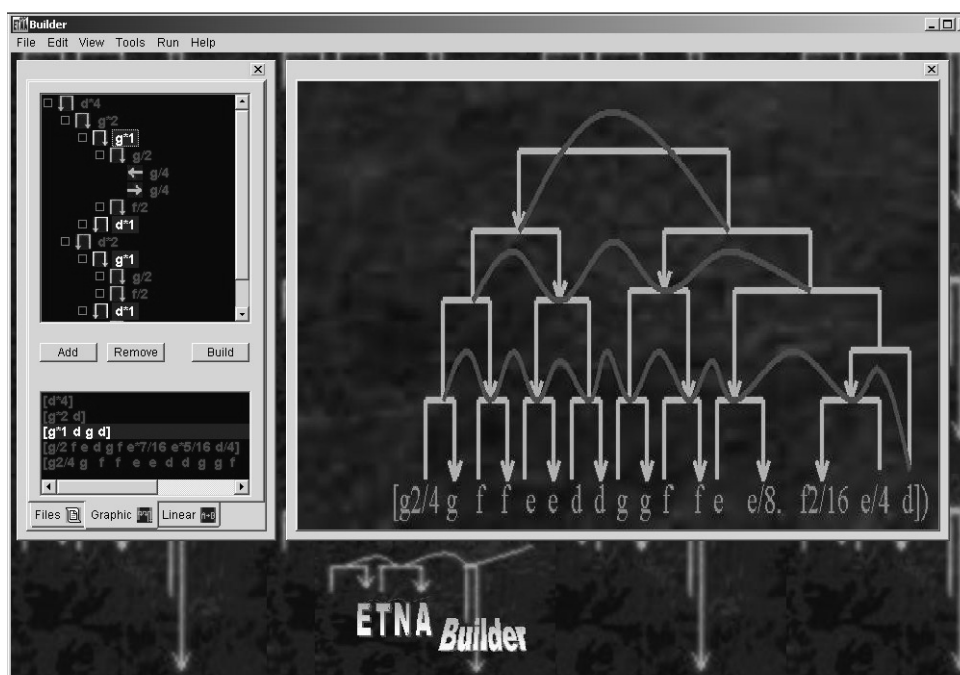 ETNA Builder
File Edit View Tools Run Help
d*4
g*2
g*1
g/2
g/4
g/4
f/2
d*1
d*2
g*1
g/2
f/2
d*1
Add Remove Build
[d*4]
[g*2 d]
[g*1 d g d]
[g/2 f e d g f e*7/16 e*5/16 d/4]
[g2/4 g f f e e d d g g f
Files Graphic Linear
[g2/4 g f f e e d d g g f f e e/8. f2/16 e/4 d])
ETNA Builder